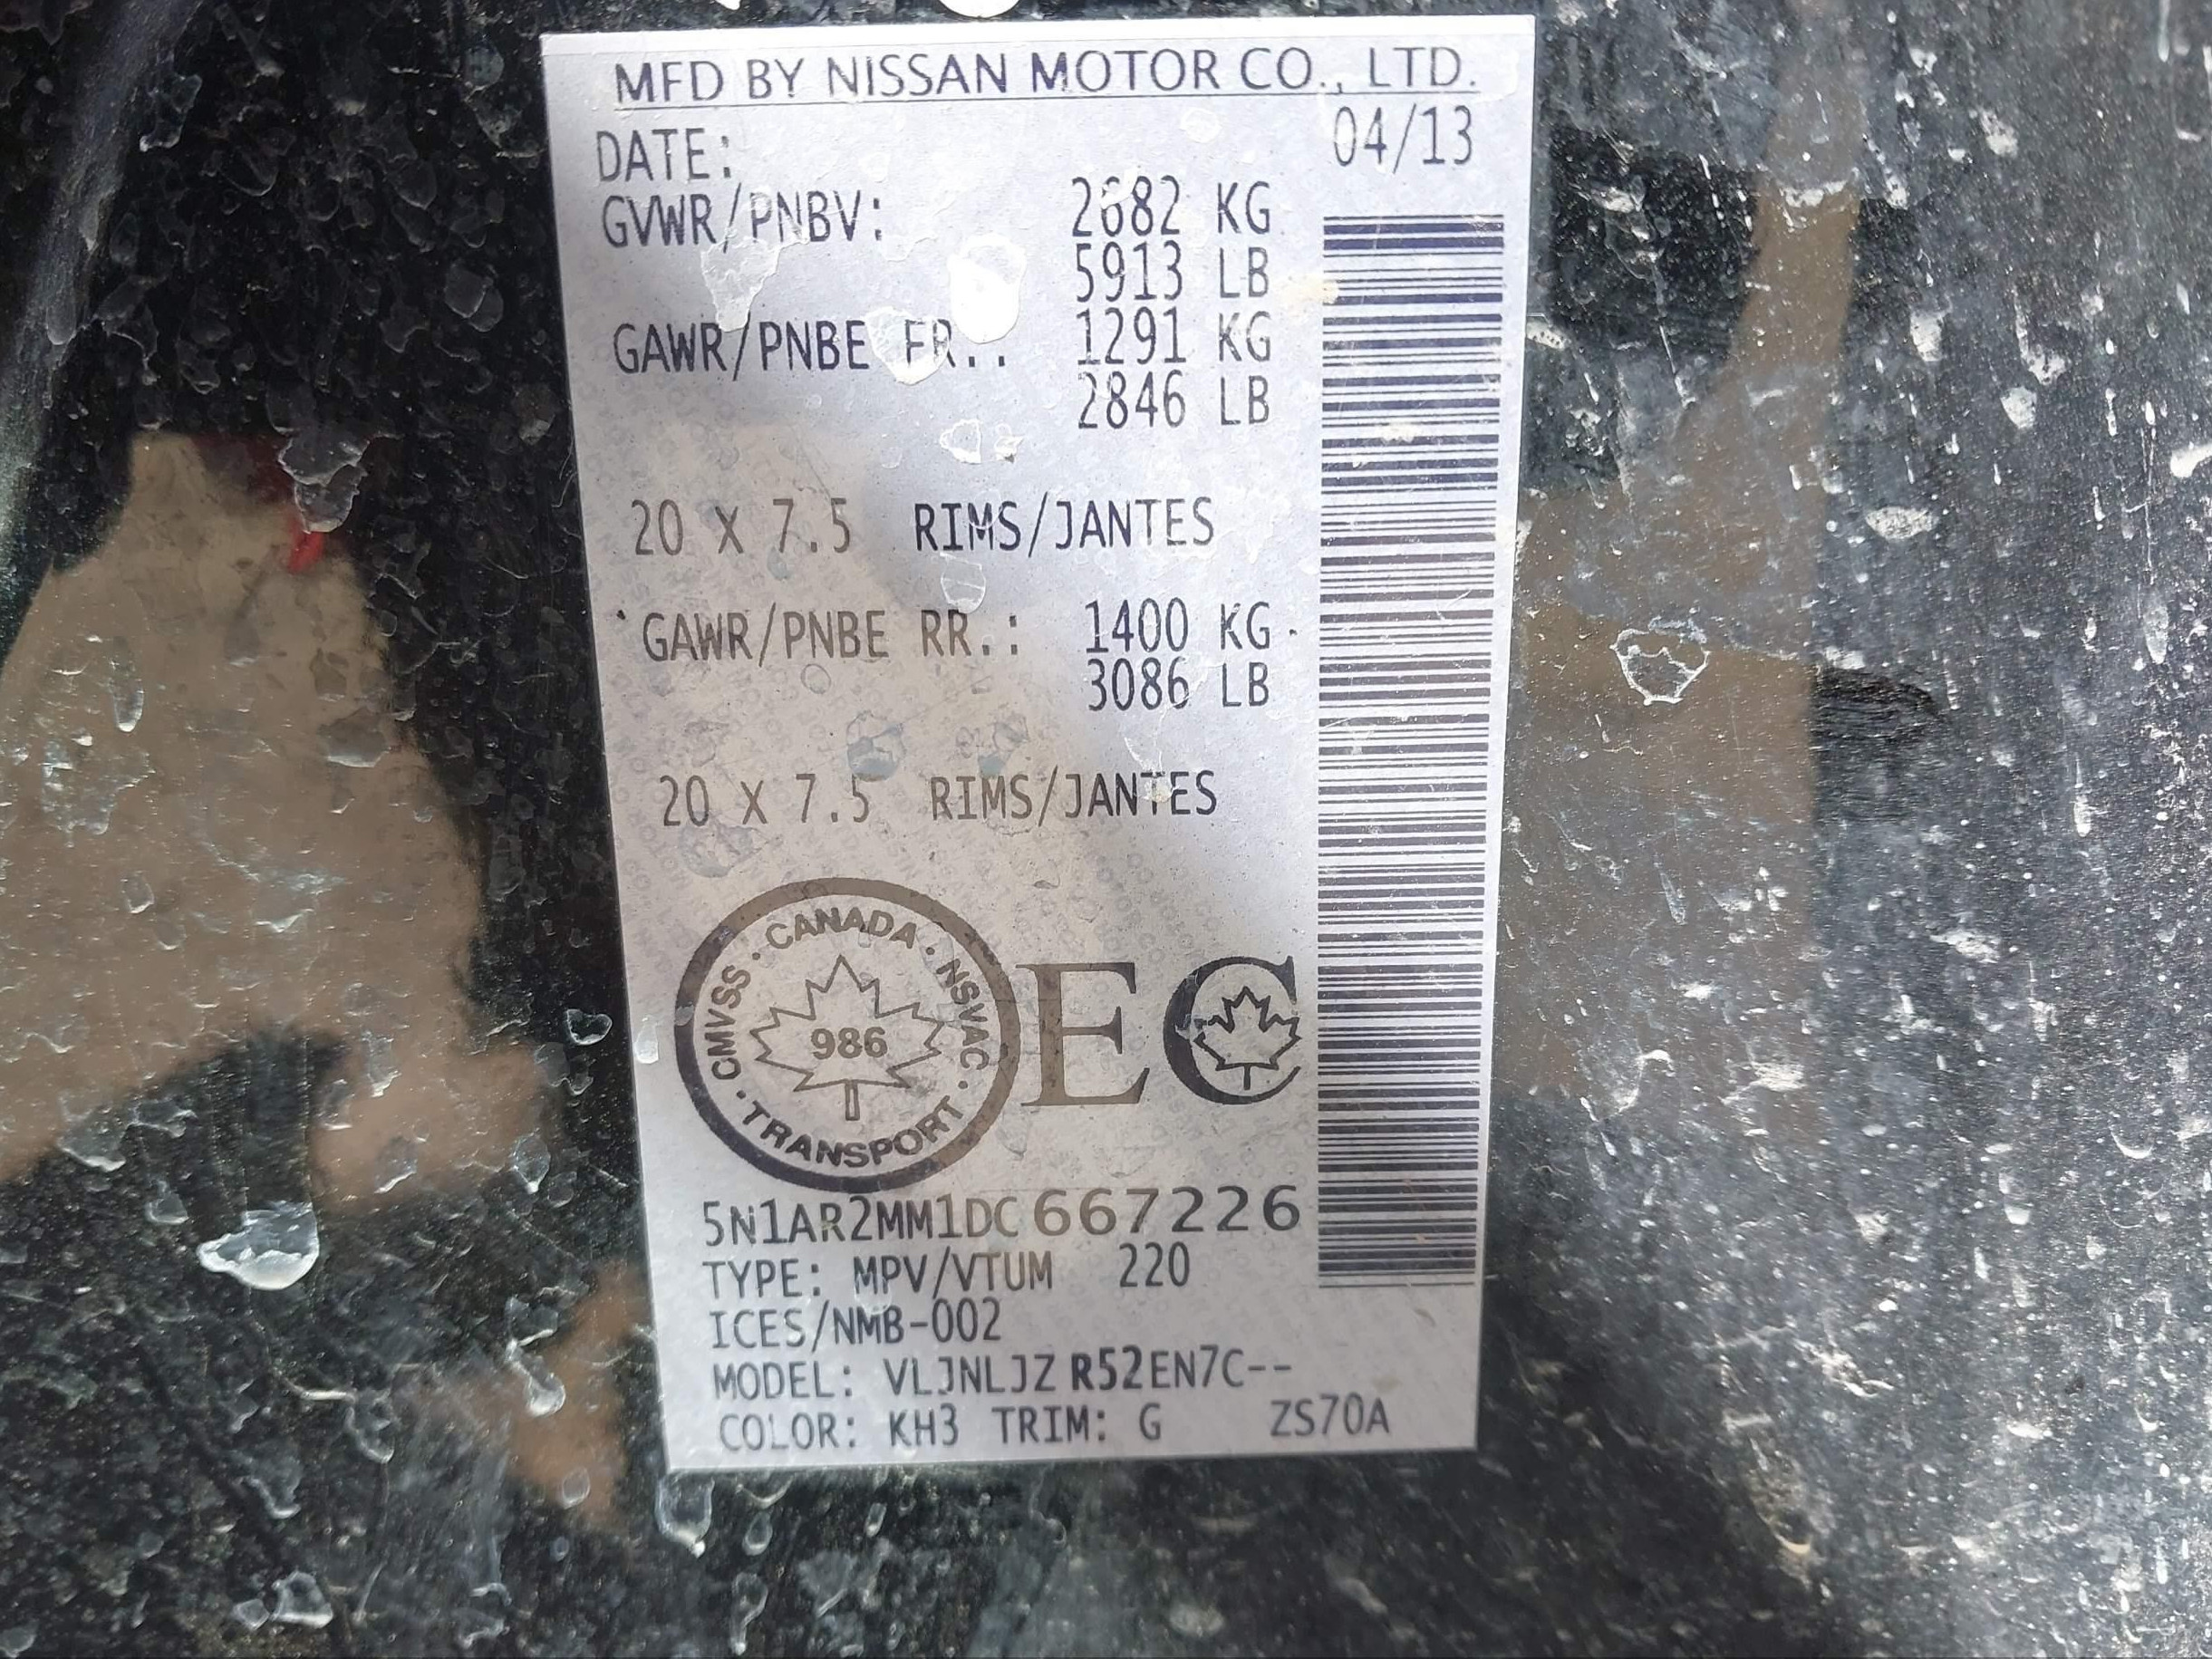 MFD BY NISSAN MOTOR CO., LTD.
DATE: 04/13
GVWR/PNBV: 2682 KG
5913 LB
GAWR/PNBE FR.: 1291 KG
2846 LB
20 X 7.5 RIMS/JANTES
GAWR/PNBE RR.: 1400 KG
3086 LB
20 X 7.5 RIMS/JANTES
CMVSS · CANADA · NSVAC · TRANSPORT
986
EC
5N1AR2MM1DC667226
TYPE: MPV/VTUM 220
ICES/NMB-002
MODEL: VLJNLJZ R52EN7C--
COLOR: KH3 TRIM: G ZS70A